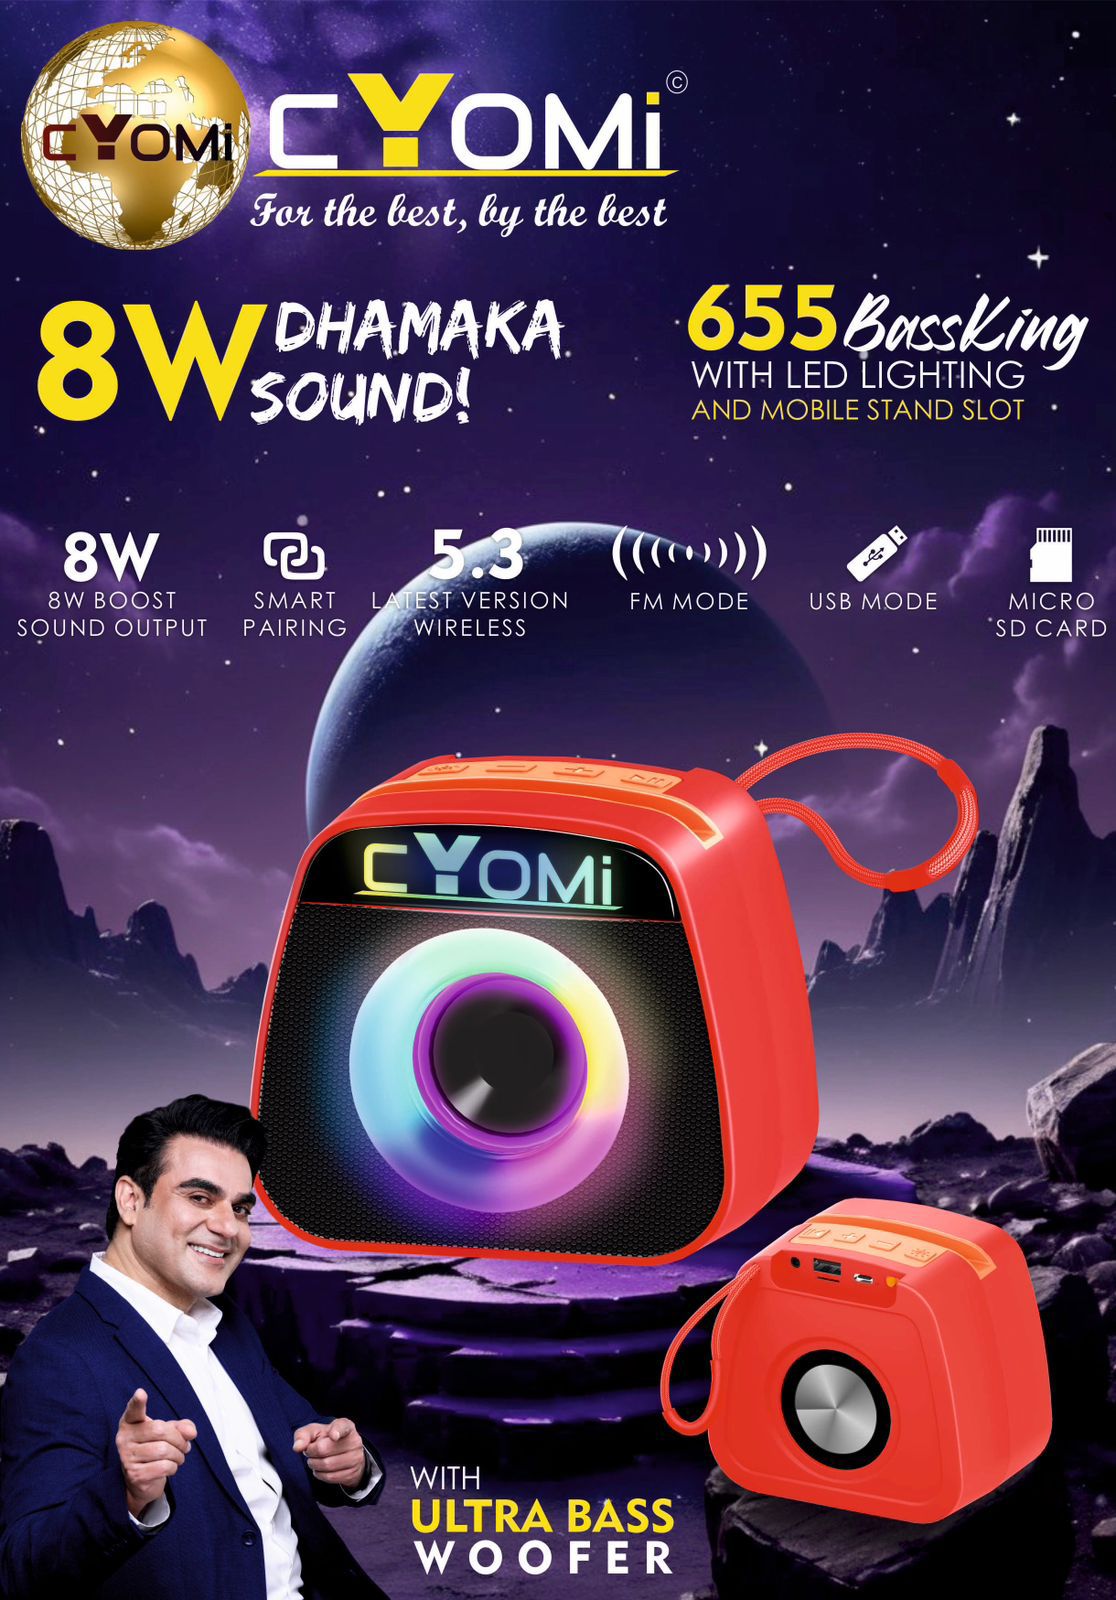 CYOMi
CYOMi©
For the best, by the best
8W DHAMAKA
SOUND!
655 BassKing
WITH LED LIGHTING
AND MOBILE STAND SLOT
8W
8W BOOST
SOUND OUTPUT
SMART
PAIRING
5.3
LATEST VERSION
WIRELESS
FM MODE
USB MODE
MICRO
SD CARD
CYOMi
WITH
ULTRA BASS
WOOFER